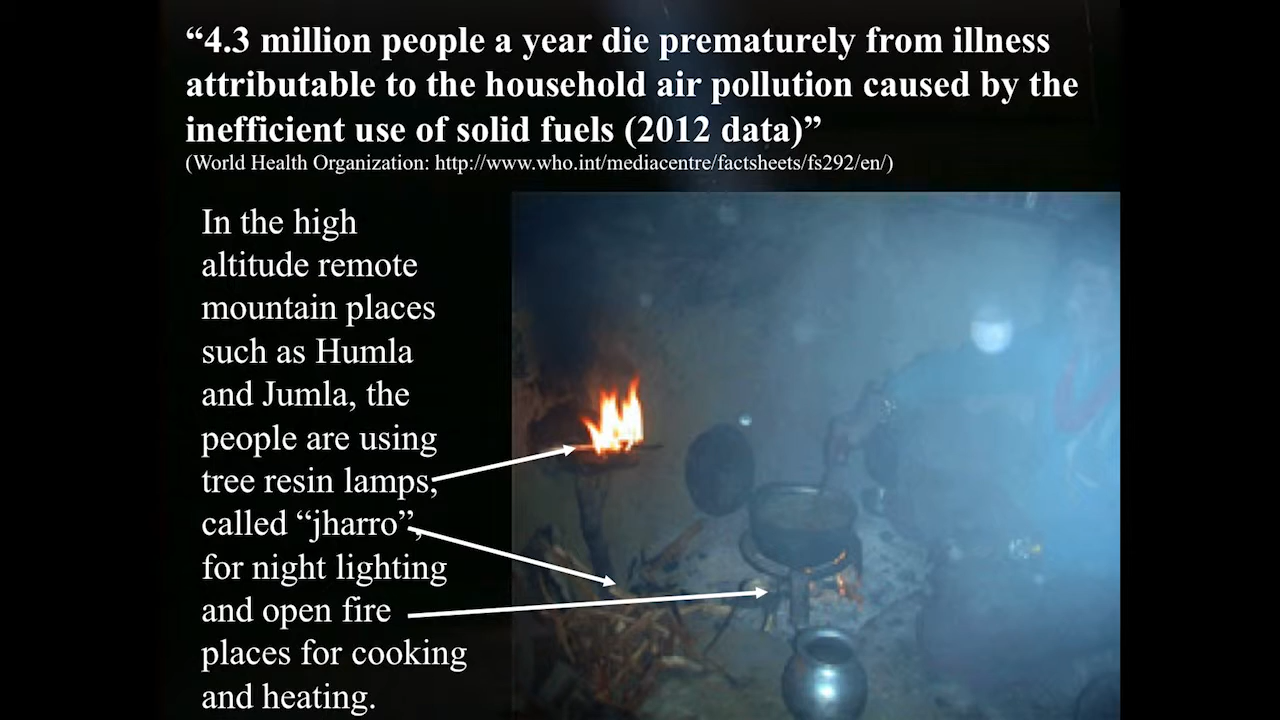 “4.3 million people a year die prematurely from illness
attributable to the household air pollution caused by the
inefficient use of solid fuels (2012 data)”
(World Health Organization: http://www.who.int/mediacentre/factsheets/fs292/en/)
In the high
altitude remote
mountain places
such as Humla
and Jumla, the
people are using
tree resin lamps,
called “jharro”,
for night lighting
and open fire
places for cooking
and heating.